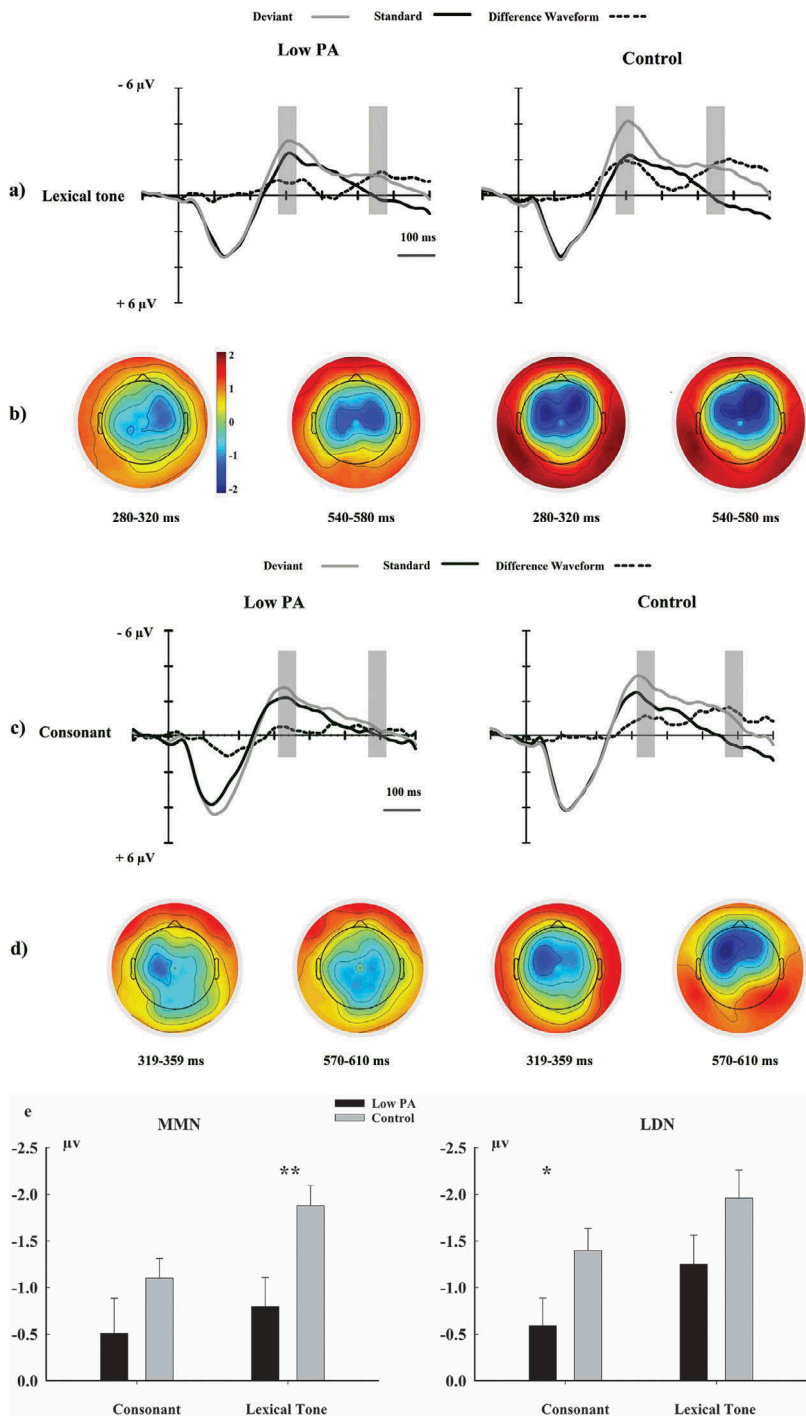 Deviant Standard Difference Waveform
Low PA Control
- 6 µV
a)
Lexical tone
100 ms
+ 6 µV
b)
2
1
0
-1
-2
280-320 ms 540-580 ms 280-320 ms 540-580 ms
Deviant Standard Difference Waveform
Low PA Control
- 6 µV
c) Consonant
100 ms
+ 6 µV
d)
319-359 ms 570-610 ms 319-359 ms 570-610 ms
e
Low PA
Control
MMN LDN
-2.5 µv -2.5 µv
** *
-2.0 -2.0
-1.5 -1.5
-1.0 -1.0
-0.5 -0.5
0.0 0.0
Consonant Lexical Tone Consonant Lexical Tone